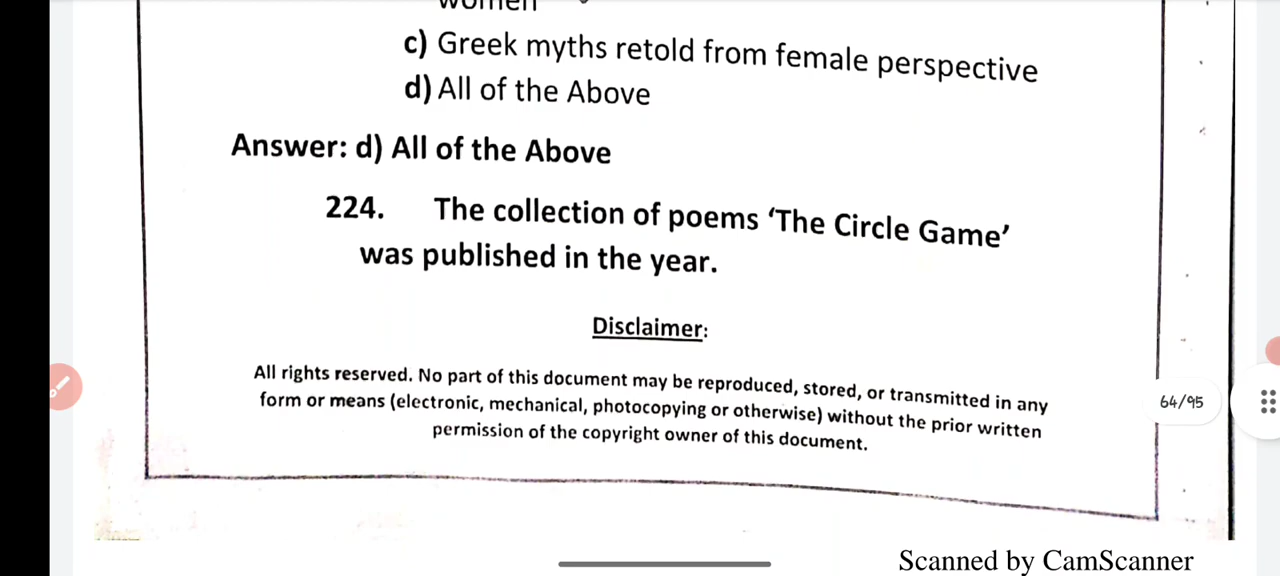 women
c) Greek myths retold from female perspective
d) All of the Above
Answer: d) All of the Above
224. The collection of poems ‘The Circle Game’
was published in the year.
Disclaimer:
All rights reserved. No part of this document may be reproduced, stored, or transmitted in any
form or means (electronic, mechanical, photocopying or otherwise) without the prior written
permission of the copyright owner of this document.
64/95
Scanned by CamScanner